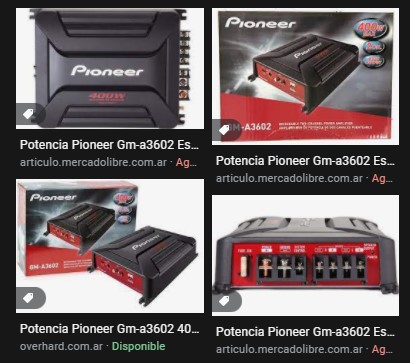 Pioneer
400W
Potencia Pioneer Gm-a3602 Es...
articulo.mercadolibre.com.ar · Ag...
Pioneer
400W
GM-A3602
Potencia Pioneer Gm-a3602 Es...
articulo.mercadolibre.com.ar · Ag...
Pioneer
GM-A3602
Potencia Pioneer Gm-a3602 40...
overhard.com.ar · Disponible
Potencia Pioneer Gm-a3602 Es...
articulo.mercadolibre.com.ar · Ag...